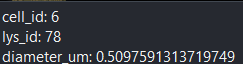 cell_id: 6
lys_id: 78
diameter_um: 0.5097591313719749